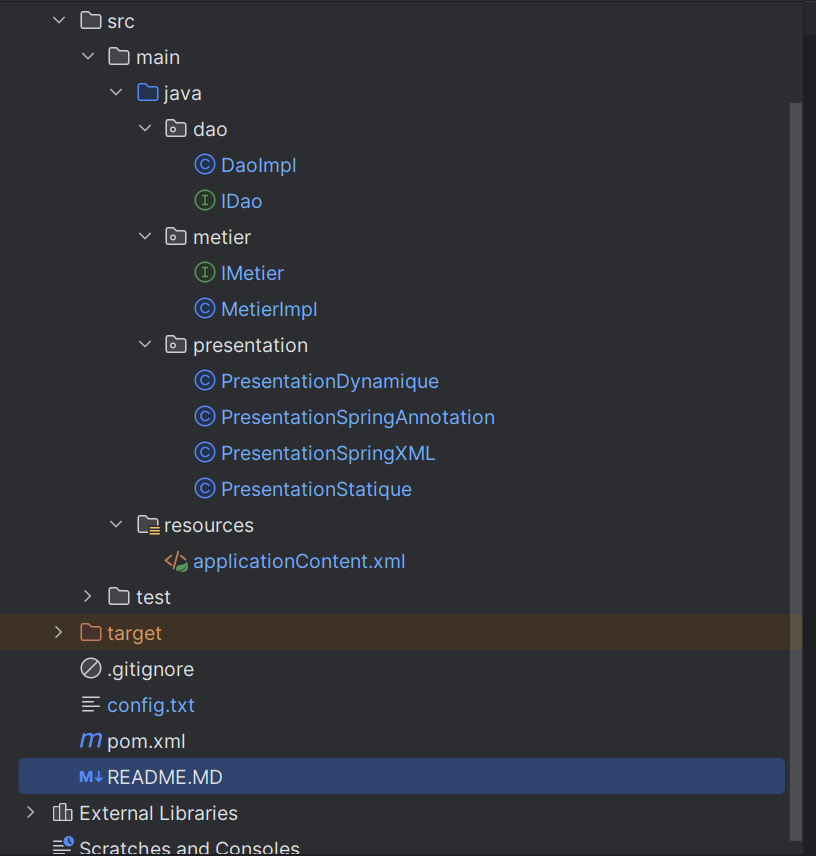 src
main
java
dao
DaoImpl
IDao
metier
IMetier
MetierImpl
presentation
PresentationDynamique
PresentationSpringAnnotation
PresentationSpringXML
PresentationStatique
resources
applicationContent.xml
test
target
.gitignore
config.txt
pom.xml
README.MD
External Libraries
Scratches and Consoles